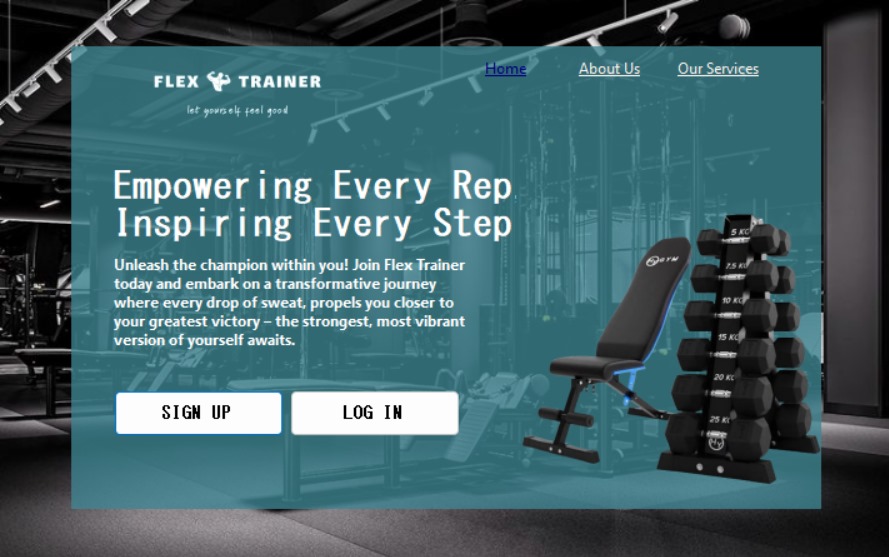 FLEX TRAINER
let yourself feel good
Home About Us Our Services
Empowering Every Rep
Inspiring Every Step
Unleash the champion within you! Join Flex Trainer
today and embark on a transformative journey
where every drop of sweat, propels you closer to
your greatest victory – the strongest, most vibrant
version of yourself awaits.
SIGN UP LOG IN
GYM
5 KG
7.5 KG
10 KG
15 KG
20 KG
25 KG